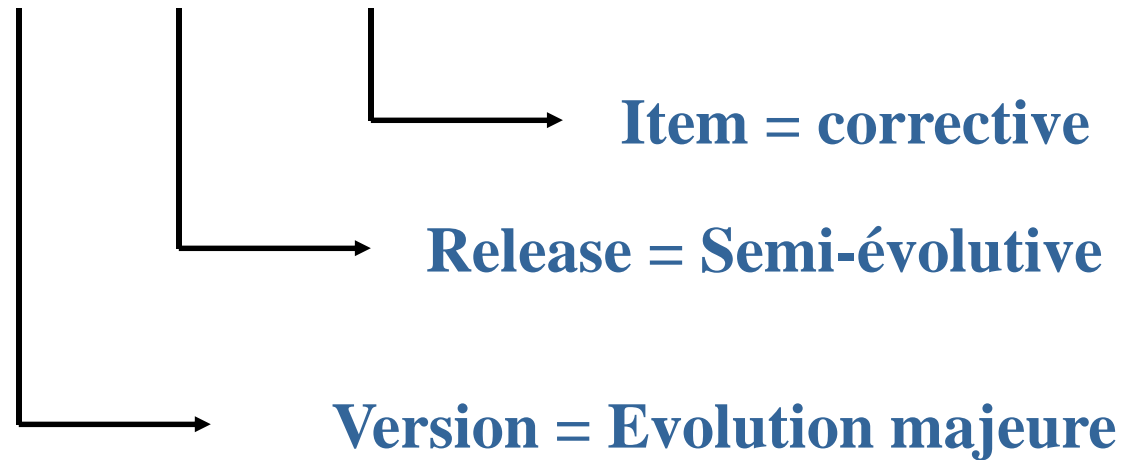 Item = corrective
Release = Semi-évolutive
Version = Evolution majeure